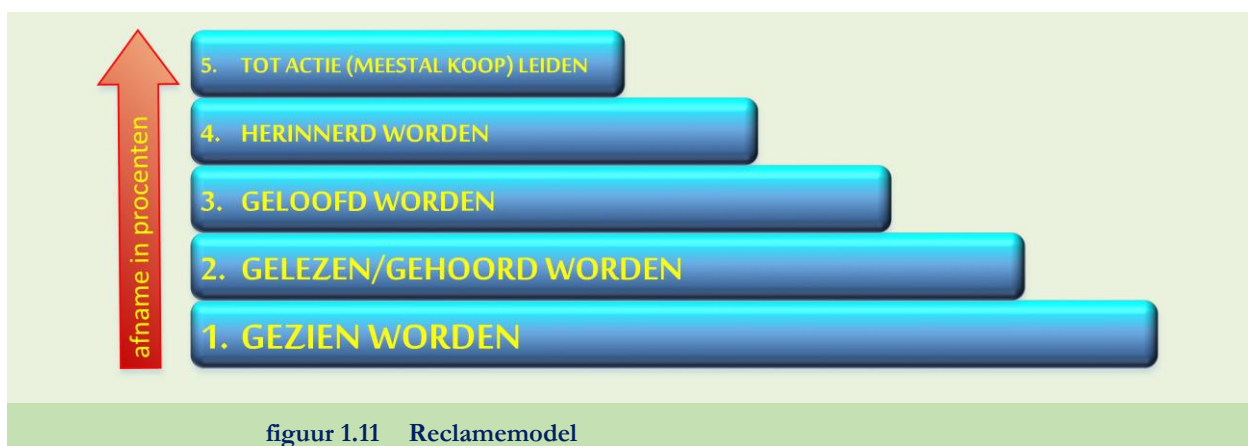 5. TOT ACTIE (MEESTAL KOOP) LEIDEN
4. HERINNERD WORDEN
3. GELOOFD WORDEN
2. GELEZEN/GEHOORD WORDEN
1. GEZIEN WORDEN
afname in procenten
figuur 1.11 Reclamemodel